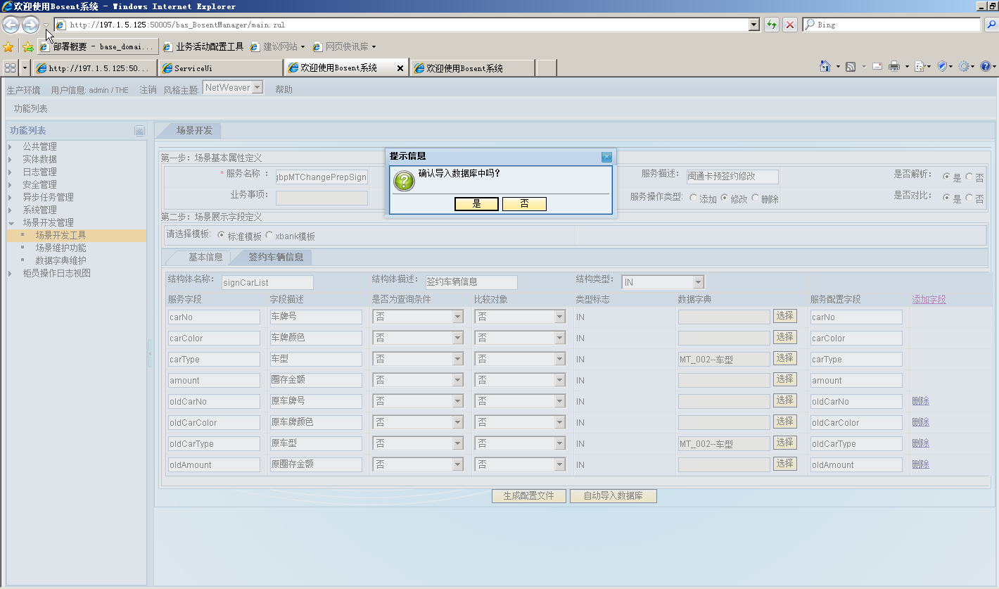 欢迎使用Bosent系统 - Windows Internet Explorer
http://197.1.5.125:50005/bas_BosentManager/main.zul
Bing
部署概要 - base_domai...
业务活动配置工具
建议网站
网页快讯库
http://197.1.5.125:50...
ServiceUi
欢迎使用Bosent系统
欢迎使用Bosent系统
生产环境 用户信息: admin / THE 注销 风格主题: NetWeaver 帮助
功能列表
功能列表
公共管理
实体数据
日志管理
安全管理
异步任务管理
系统管理
场景开发管理
场景开发工具
场景维护功能
数据字典维护
柜员操作日志视图
场景开发
第一步: 场景基本属性定义
* 服务名称 : gbpMTChangePrepSign
服务描述: 闽通卡预签约修改
是否解析: 是 否
业务事项:
服务操作类型: 添加 修改 删除
是否对比: 是 否
提示信息
确认导入数据库中吗?
是 否
第二步: 场景展示字段定义
请选择模板: 标准模板 xbank模板
基本信息 签约车辆信息
结构体名称: signCarList 结构体描述: 签约车辆信息 结构类型: IN
服务字段 字段描述 是否为查询条件 比较对象 类型标志 数据字典 服务配置字段 添加字段
carNo 车牌号 否 否 IN 选择 carNo
carColor 车牌颜色 否 否 IN 选择 carColor
carType 车型 否 否 IN MT_002--车型 选择 carType
amount 圈存金额 否 否 IN 选择 amount
oldCarNo 原车牌号 否 否 IN 选择 oldCarNo 删除
oldCarColor 原车牌颜色 否 否 IN 选择 oldCarColor 删除
oldCarType 原车型 否 否 IN MT_002--车型 选择 oldCarType 删除
oldAmount 原圈存金额 否 否 IN 选择 oldAmount 删除
生成配置文件 自动导入数据库